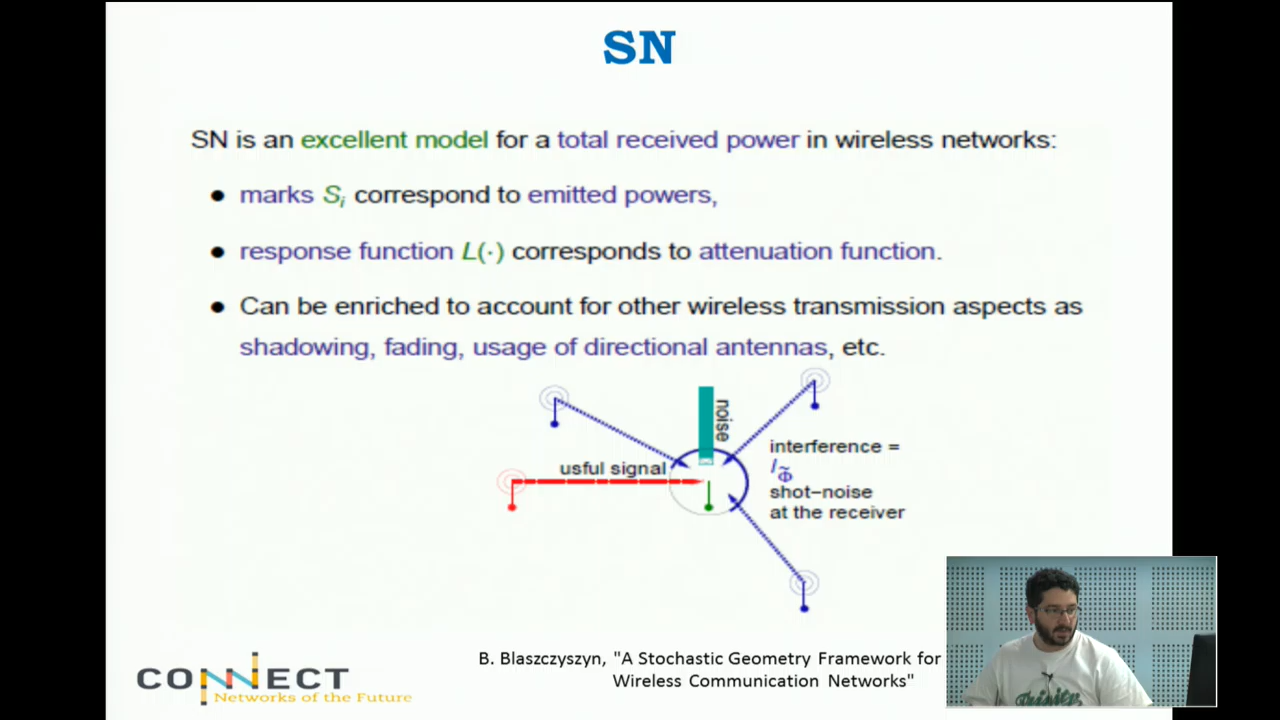 SN
SN is an excellent model for a total received power in wireless networks:
● marks Si correspond to emitted powers,
● response function L(·) corresponds to attenuation function.
● Can be enriched to account for other wireless transmission aspects as
shadowing, fading, usage of directional antennas, etc.
noise
usful signal
interference =
I Φ̃
shot-noise
at the receiver
B. Blaszczyszyn, "A Stochastic Geometry Framework for
Wireless Communication Networks"
CONNECT
Networks of the Future
Trinity